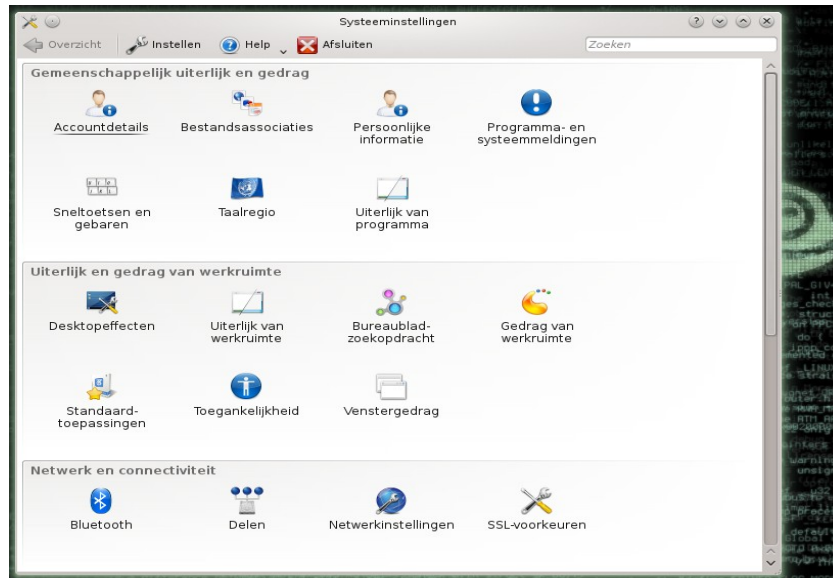 Systeeminstellingen
Overzicht Instellen Help Afsluiten Zoeken
Gemeenschappelijk uiterlijk en gedrag
Accountdetails Bestandsassociaties Persoonlijke informatie Programma- en systeemmeldingen
Sneltoetsen en gebaren Taalregio Uiterlijk van programma
Uiterlijk en gedrag van werkruimte
Desktopeffecten Uiterlijk van werkruimte Bureaublad-zoekopdracht Gedrag van werkruimte
Standaard-toepassingen Toegankelijkheid Venstergedrag
Netwerk en connectiviteit
Bluetooth Delen Netwerkinstellingen SSL-voorkeuren